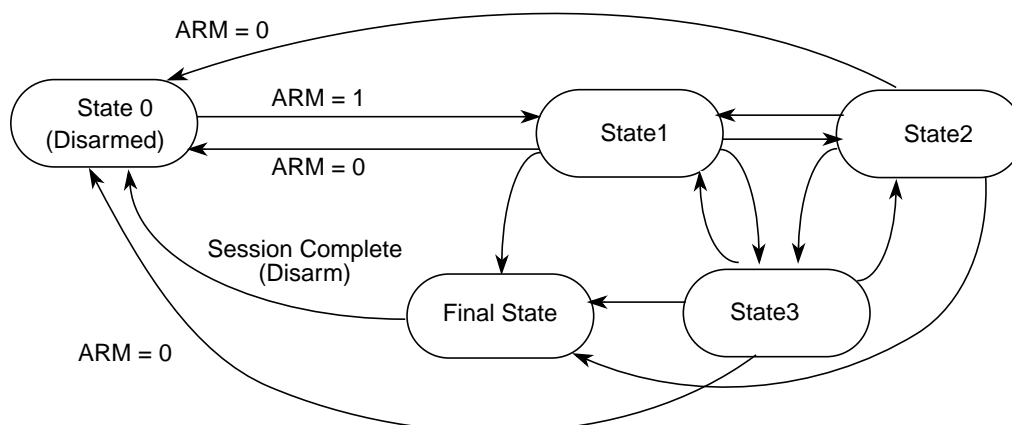 ARM = 0
State 0
(Disarmed)
ARM = 1
State1
State2
ARM = 0
Session Complete
(Disarm)
Final State
State3
ARM = 0